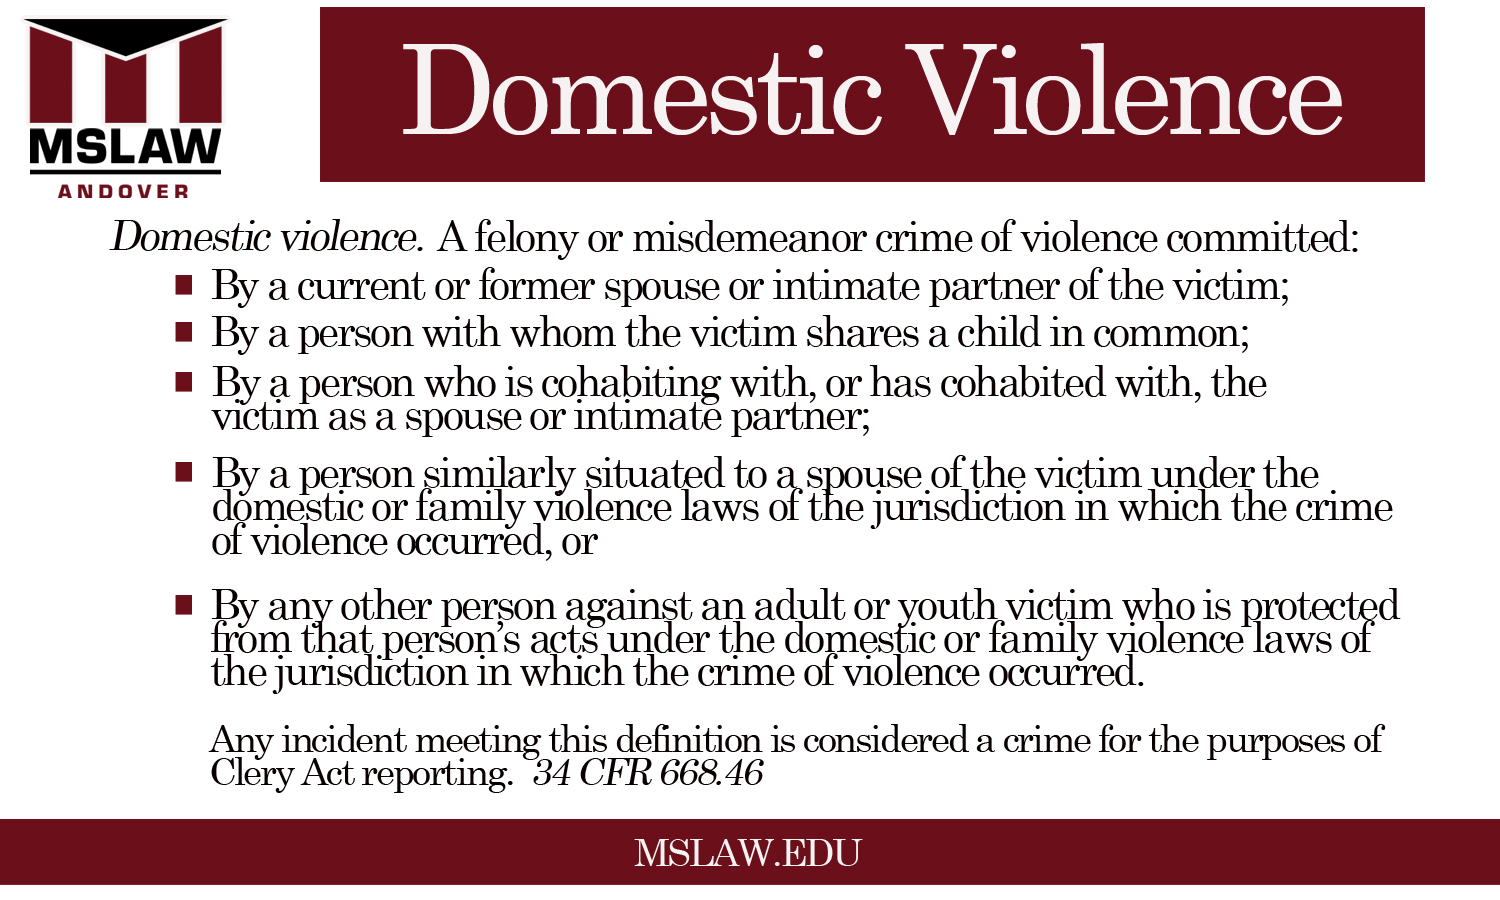 MSLAW
ANDOVER
Domestic Violence
Domestic violence. A felony or misdemeanor crime of violence committed:
■ By a current or former spouse or intimate partner of the victim;
■ By a person with whom the victim shares a child in common;
■ By a person who is cohabiting with, or has cohabited with, the
victim as a spouse or intimate partner;
■ By a person similarly situated to a spouse of the victim under the
domestic or family violence laws of the jurisdiction in which the crime
of violence occurred, or
■ By any other person against an adult or youth victim who is protected
from that person's acts under the domestic or family violence laws of
the jurisdiction in which the crime of violence occurred.
Any incident meeting this definition is considered a crime for the purposes of
Clery Act reporting. 34 CFR 668.46
MSLAW.EDU